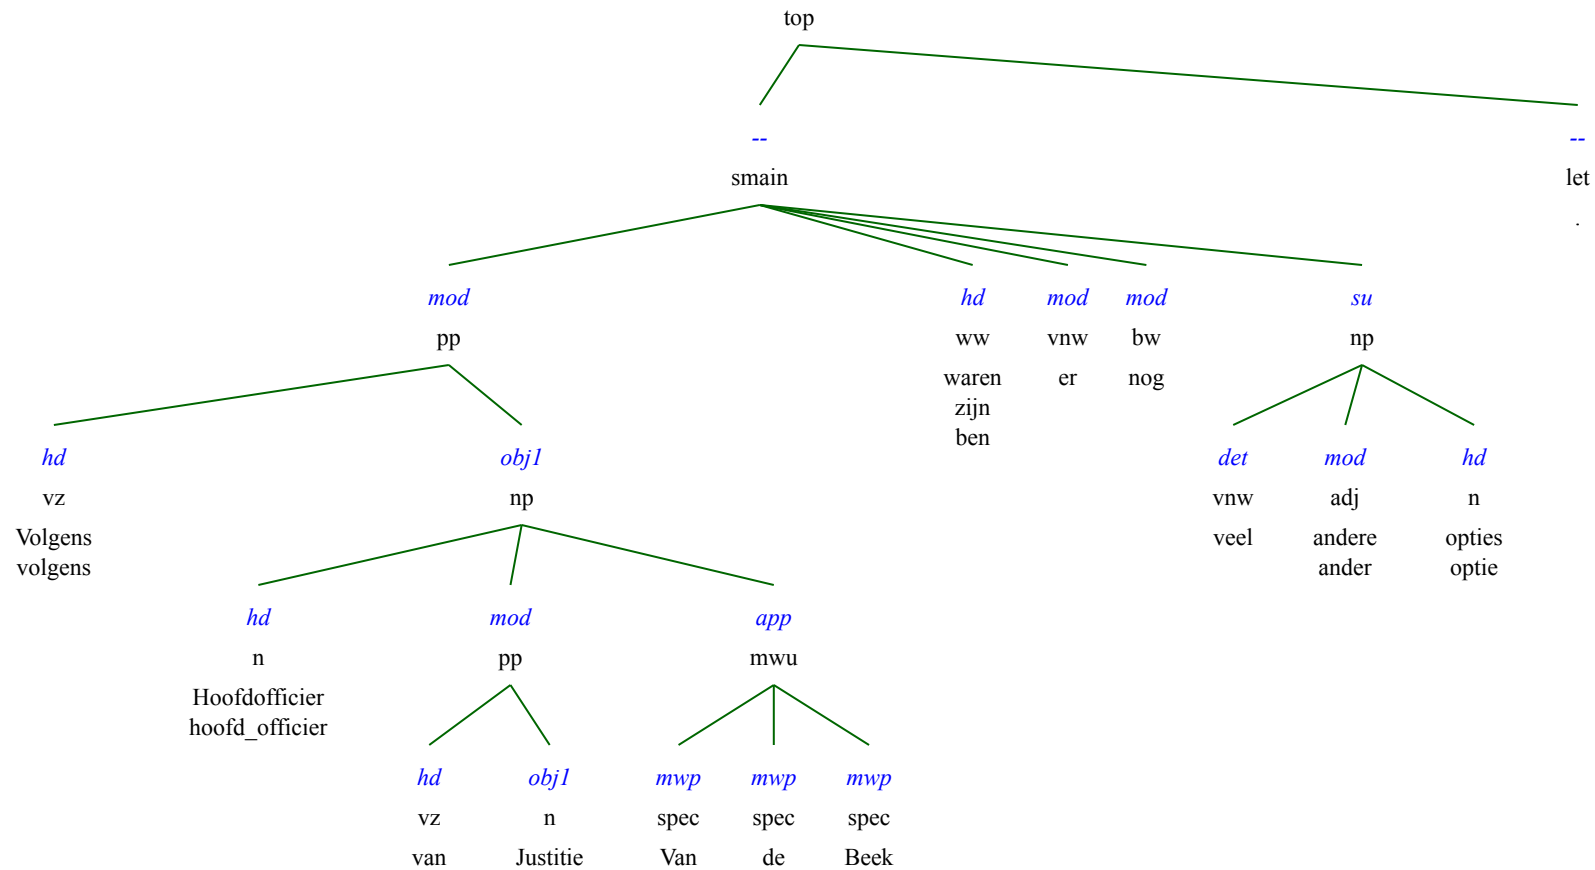 top
-- --
smain let
.
mod hd mod mod su
pp ww vnw bw np
waren er nog
zijn
ben
hd obj1 det mod hd
vz np vnw adj n
Volgens veel andere opties
volgens ander optie
hd mod app
n pp mwu
Hoofdofficier
hoofd_officier
hd obj1 mwp mwp mwp
vz n spec spec spec
van Justitie Van de Beek